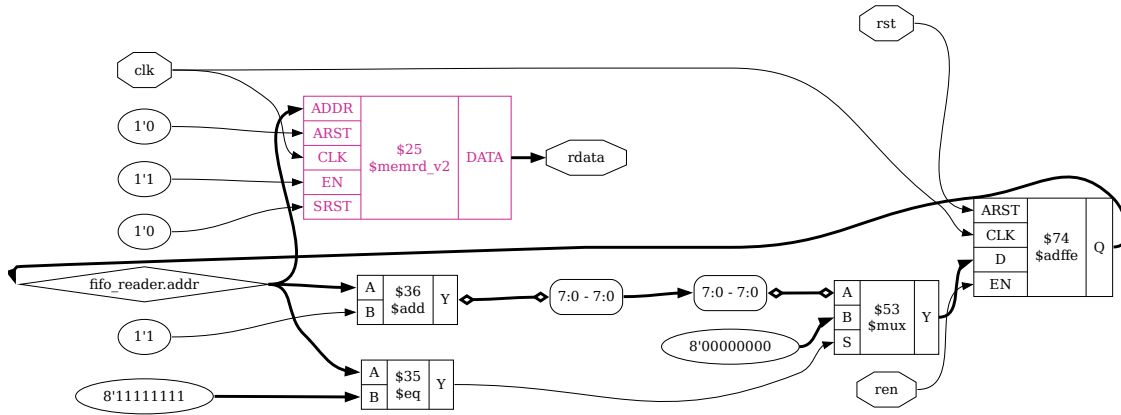 rst
clk
ADDR
ARST
CLK
EN
SRST
$25
$memrd_v2
DATA
rdata
1'0
1'1
1'0
fifo_reader.addr
1'1
8'11111111
A
B
$36
$add
Y
7:0 - 7:0
7:0 - 7:0
A
B
$35
$eq
Y
8'00000000
A
B
S
$53
$mux
Y
ren
ARST
CLK
D
EN
$74
$adffe
Q